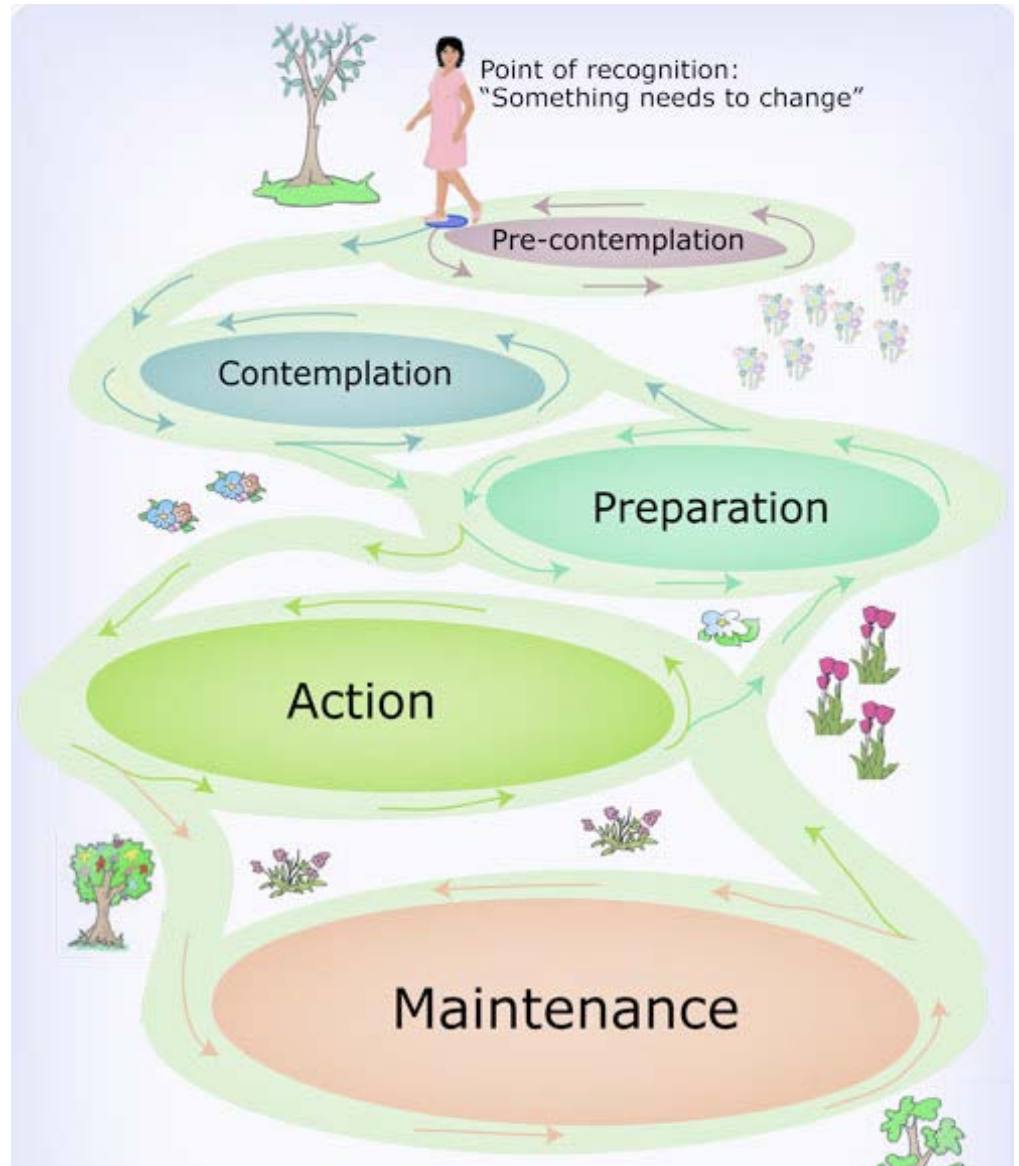 Point of recognition:
“Something needs to change”
Pre-contemplation
Contemplation
Preparation
Action
Maintenance